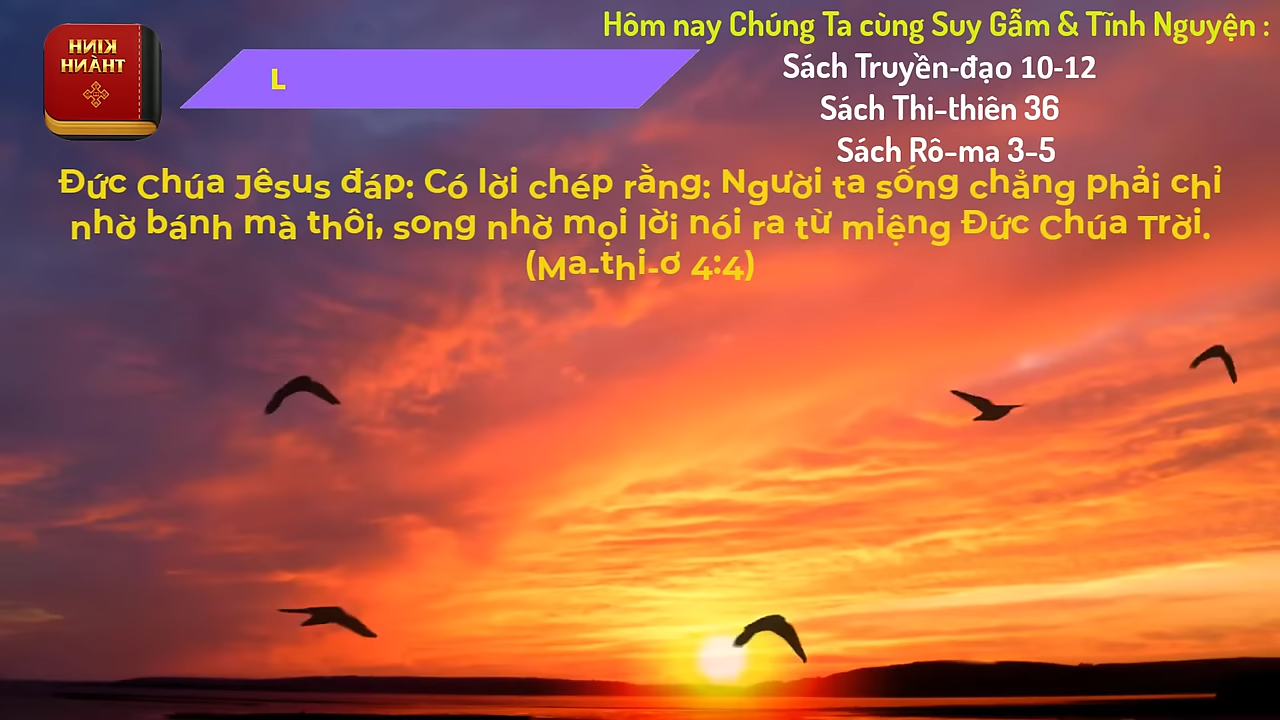 KINH
THÁNH
L
Hôm nay Chúng Ta cùng Suy Gẫm & Tĩnh Nguyện :
Sách Truyền-đạo 10-12
Sách Thi-thiên 36
Sách Rô-ma 3-5
Đức Chúa Jêsus đáp: Có lời chép rằng: Người ta sống chẳng phải chỉ
nhờ bánh mà thôi, song nhờ mọi lời nói ra từ miệng Đức Chúa Trời.
(Ma-thi-ơ 4:4)